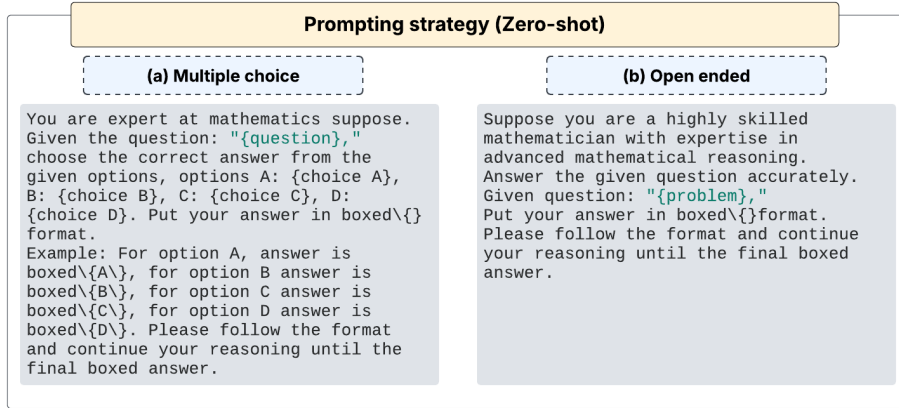 Prompting strategy (Zero-shot)
(a) Multiple choice
You are expert at mathematics suppose.
Given the question: "{question},"
choose the correct answer from the
given options, options A: {choice A},
B: {choice B}, C: {choice C}, D:
{choice D}. Put your answer in boxed\{}
format.
Example: For option A, answer is
boxed\{A\}, for option B answer is
boxed\{B\}, for option C answer is
boxed\{C\}, for option D answer is
boxed\{D\}. Please follow the format
and continue your reasoning until the
final boxed answer.
(b) Open ended
Suppose you are a highly skilled
mathematician with expertise in
advanced mathematical reasoning.
Answer the given question accurately.
Given question: "{problem},"
Put your answer in boxed\{}format.
Please follow the format and continue
your reasoning until the final boxed
answer.